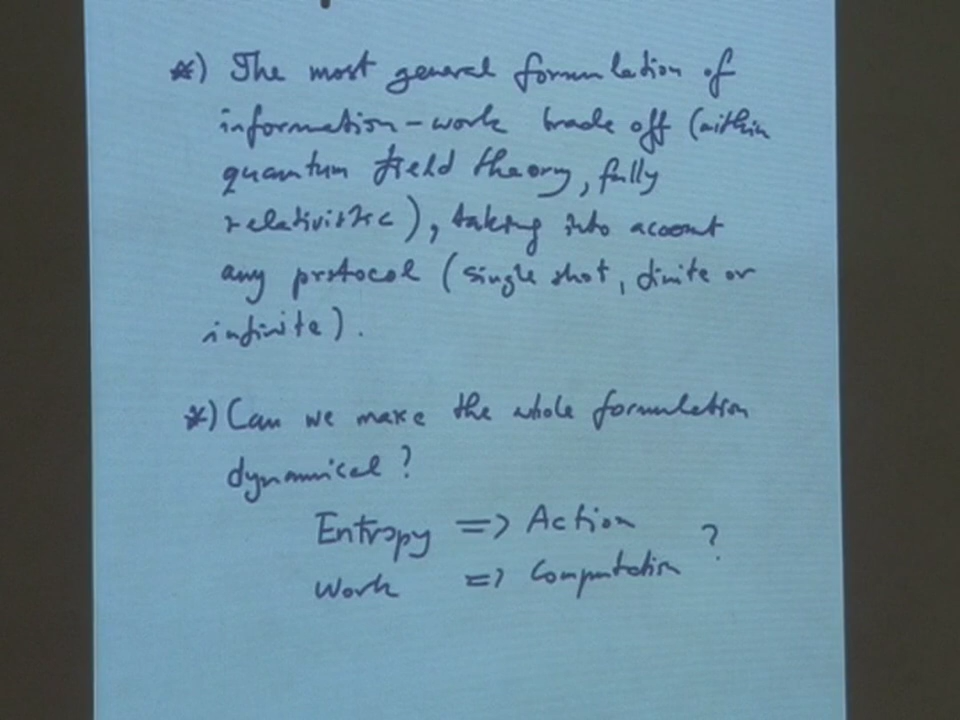 *) The most general formulation of
information-work trade off (within
quantum field theory, fully
relativistic), taking into account
any protocol (single shot, finite or
infinite).
*) Can we make the whole formulation
dynamical?
Entropy => Action
Work => Computation ?